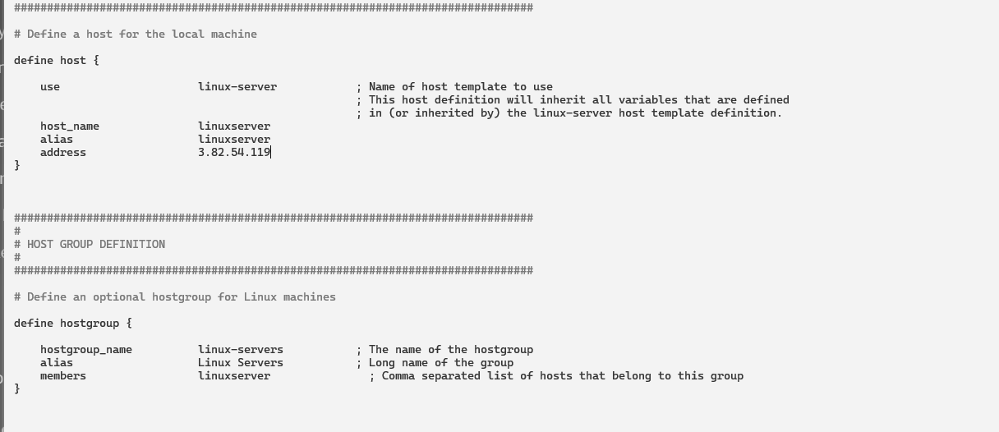 ###############################################################################
# Define a host for the local machine
define host {
use linux-server ; Name of host template to use
; This host definition will inherit all variables that are defined
; in (or inherited by) the linux-server host template definition.
host_name linuxserver
alias linuxserver
address 3.82.54.119
}
###############################################################################
#
# HOST GROUP DEFINITION
#
###############################################################################
# Define an optional hostgroup for Linux machines
define hostgroup {
hostgroup_name linux-servers ; The name of the hostgroup
alias Linux Servers ; Long name of the group
members linuxserver ; Comma separated list of hosts that belong to this group
}